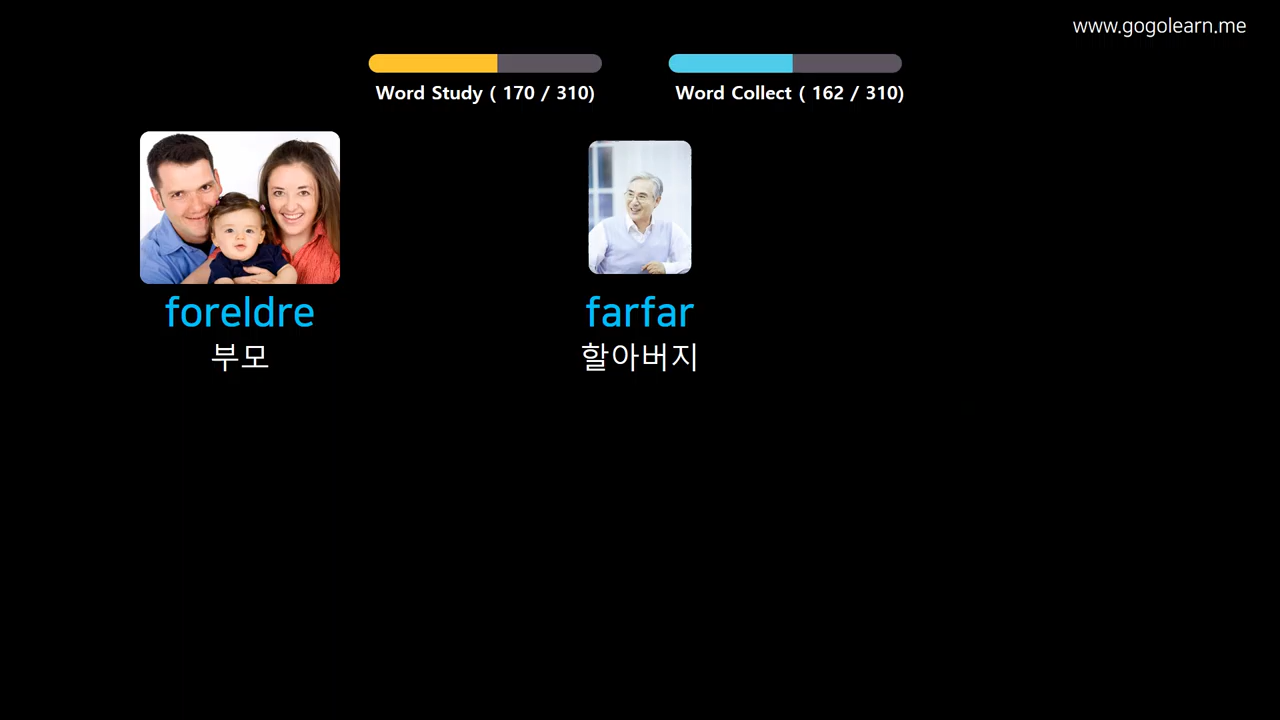 www.gogolearn.me
Word Study ( 170 / 310)
Word Collect ( 162 / 310)
foreldre
부모
farfar
할아버지